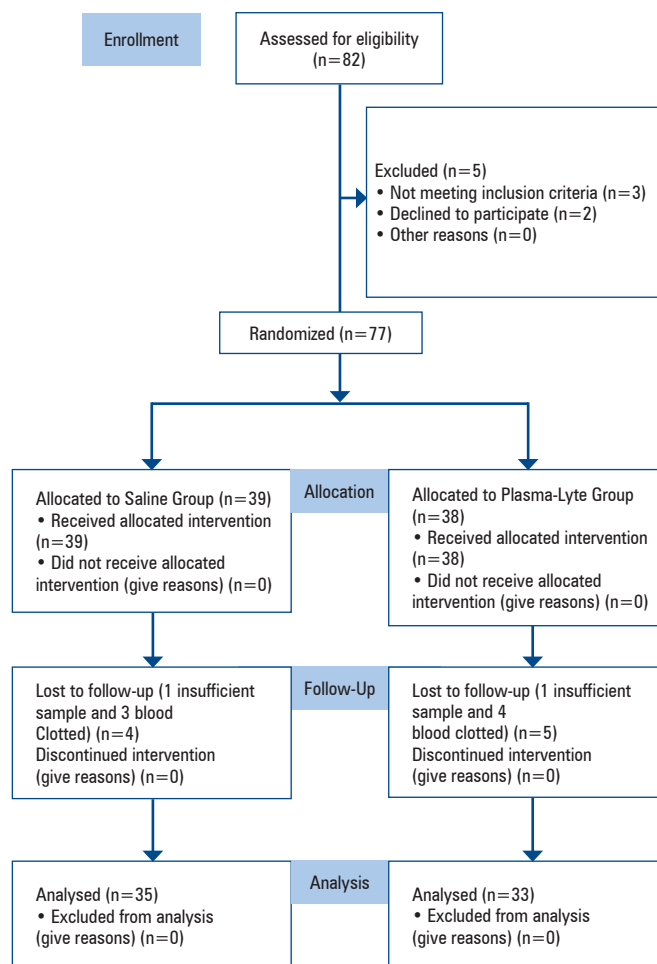 Enrollment
Assessed for eligibility
(n=82)
Excluded (n=5)
• Not meeting inclusion criteria (n=3)
• Declined to participate (n=2)
• Other reasons (n=0)
Randomized (n=77)
Allocated to Saline Group (n=39)
• Received allocated intervention
(n=39)
• Did not receive allocated
intervention (give reasons) (n=0)
Allocation
Allocated to Plasma-Lyte Group
(n=38)
• Received allocated intervention
(n=38)
• Did not receive allocated
intervention (give reasons) (n=0)
Lost to follow-up (1 insufficient
sample and 3 blood
Clotted) (n=4)
Discontinued intervention
(give reasons) (n=0)
Follow-Up
Lost to follow-up (1 insufficient
sample and 4
blood clotted) (n=5)
Discontinued intervention
(give reasons) (n=0)
Analysed (n=35)
• Excluded from analysis
(give reasons) (n=0)
Analysis
Analysed (n=33)
• Excluded from analysis
(give reasons) (n=0)